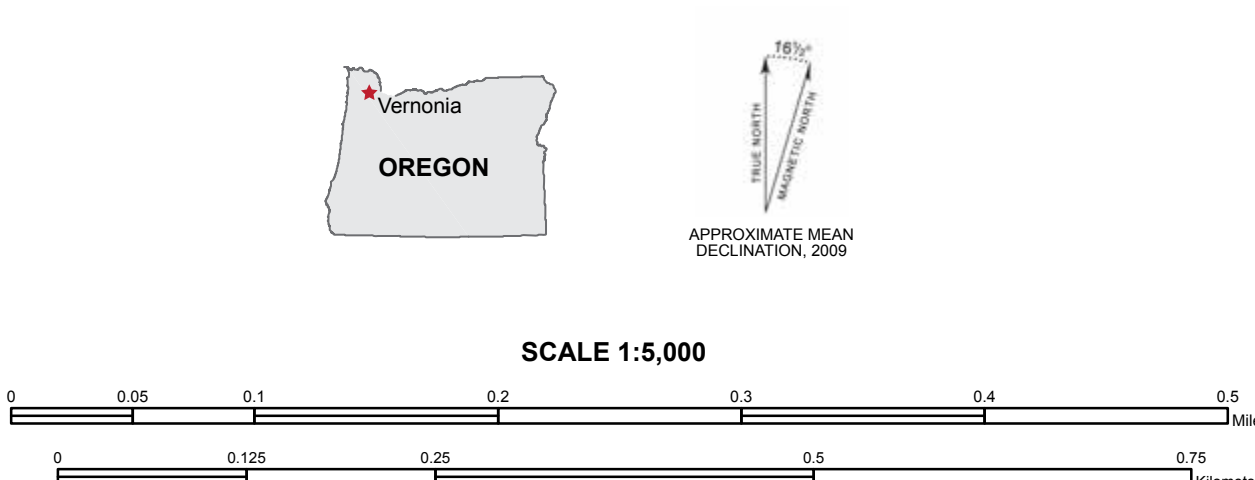 16½°
TRUE NORTH
MAGNETIC NORTH
Vernonia
OREGON
APPROXIMATE MEAN
DECLINATION, 2009
SCALE 1:5,000
0 0.05 0.1 0.2 0.3 0.4 0.5
Mile
0 0.125 0.25 0.5 0.75
Kilomete